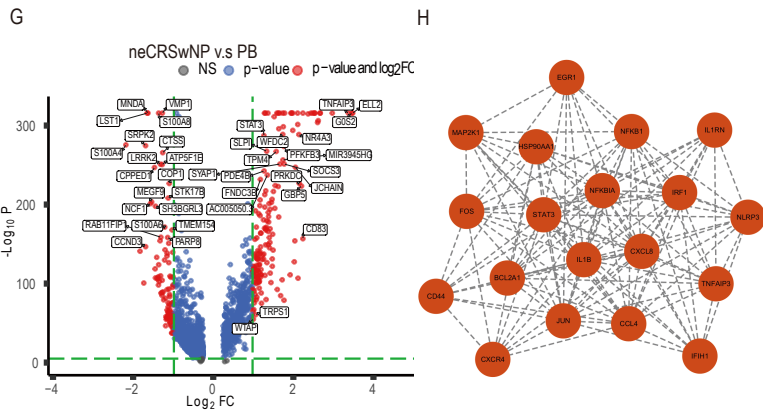 G
neCRSwNP v.s PB
NS p-value p-value and log2FC
MNDA VMP1
LST1 S100A8
TNFAIP3 ELL2
G0S2
SRPK2 CTSS
STAT3
NR4A3
S100A4
LRRK2 ATP5F1E
SLPI WFDC2
PFKFB3 MIR3945HG
TPM4
CPPED1 COP1 SYAP1 PDE4B PRKDC SOCS3
MEGF9 STK17B
FNDC3B GBP5 JCHAIN
NCF1 SH3BGRL3 AC005050.3
RAB11FIP1 S100A6 TMEM154
CD83
CCND3 PARP8
TRPS1
WTAP
300
200
100
0
-Log10 P
−4 −2 0 2 4
Log2 FC
H
EGR1
MAP2K1
NFKB1
IL1RN
HSP90AA1
NFKBIA
IRF1
FOS
STAT3
NLRP3
IL1B
CXCL8
BCL2A1
TNFAIP3
CD44
JUN
CCL4
CXCR4
IFIH1